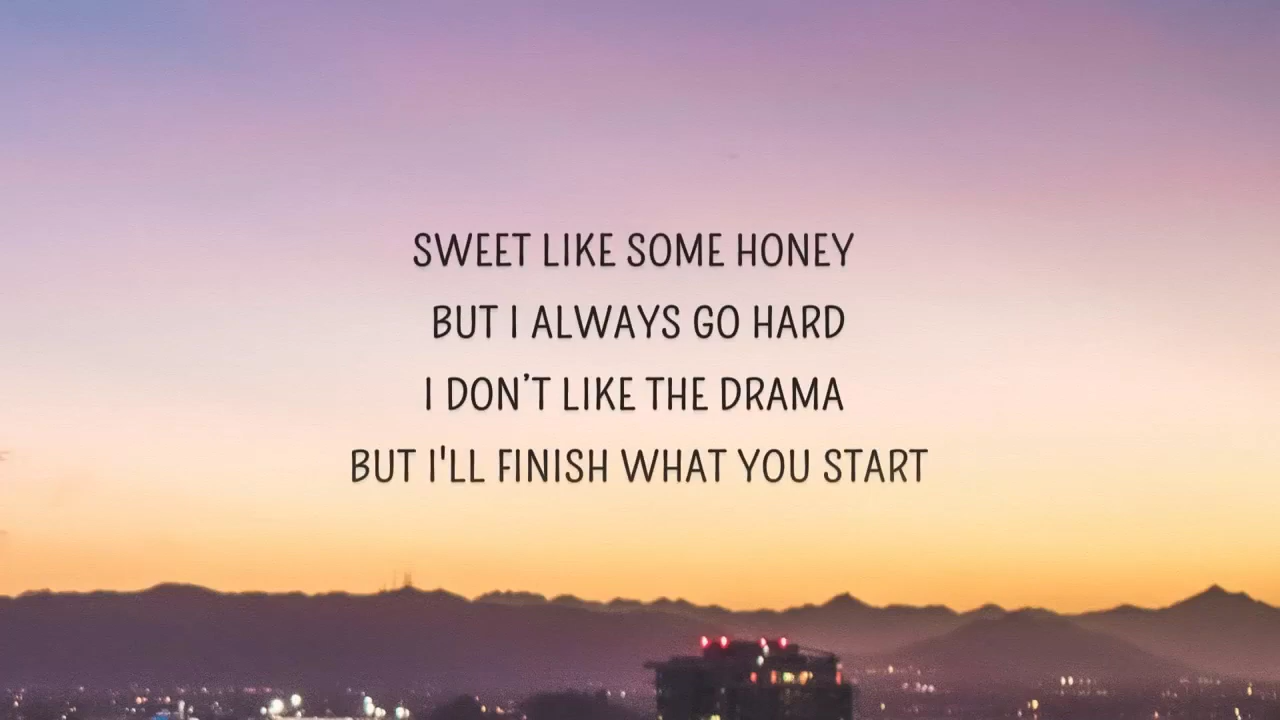 SWEET LIKE SOME HONEY
BUT I ALWAYS GO HARD
I DON’T LIKE THE DRAMA
BUT I'LL FINISH WHAT YOU START